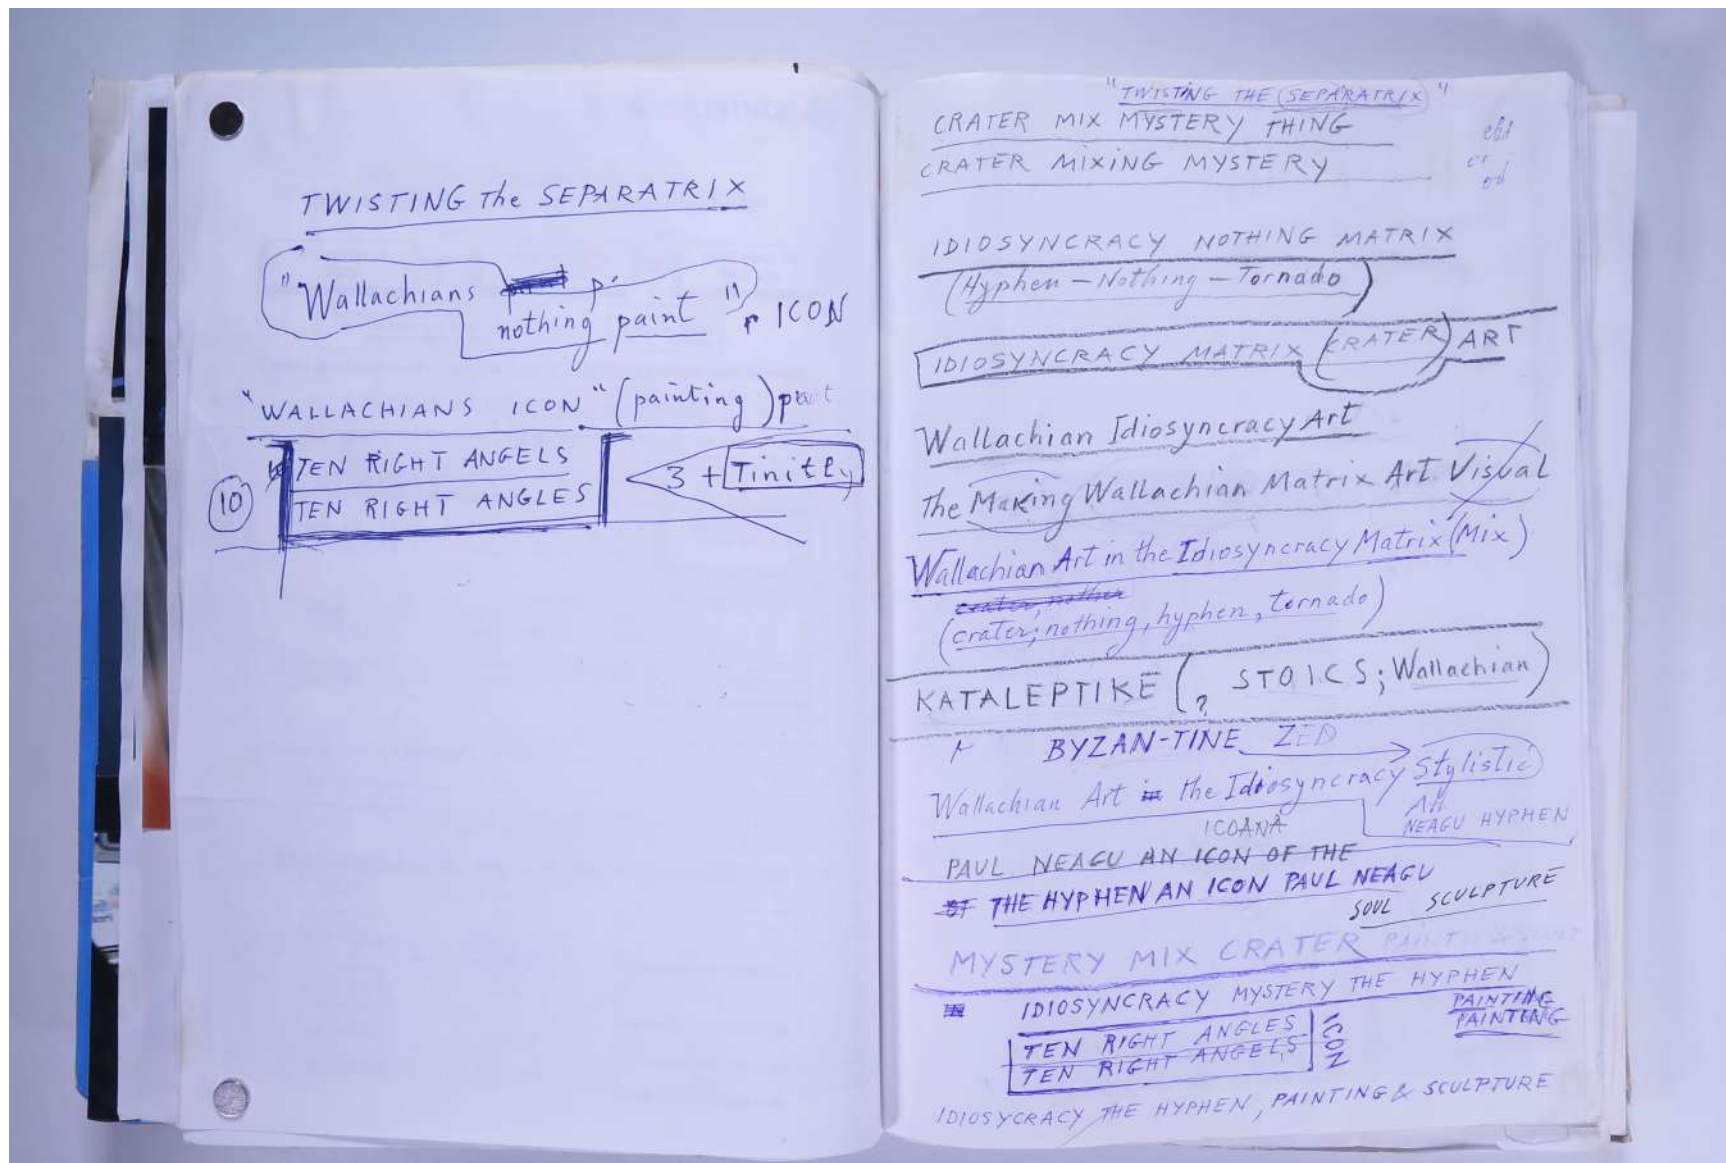 TWISTING the SEPARATRIX
"Wallachians p.
nothing paint" ICON
"WALLACHIANS ICON" (painting)
TEN RIGHT ANGELS
10 TEN RIGHT ANGLES
3 + Tinitly
"TWISTING THE SEPARATRIX"
CRATER MIX MYSTERY THING
CRATER MIXING MYSTERY
IDIOSYNCRACY NOTHING MATRIX
(Hyphen - Nothing - Tornado)
IDIOSYNCRACY MATRIX (CRATER) ART
Wallachian Idiosyncracy Art
the Making Wallachian Matrix Art Visual
Wallachian Art in the Idiosyncracy Matrix (Mix)
(crater; nothing, hyphen, tornado)
KATALEPTIKE (? STOICS; Wallachian)
BYZAN-TINE ZED
Wallachian Art in the Idiosyncracy Stylistic
NEAGU HYPHEN
ICOANA
PAUL NEAGU AN ICON OF THE
OF THE HYPHEN AN ICON PAUL NEAGU
SOUL SCULPTURE
MYSTERY MIX CRATER
IDIOSYNCRACY MYSTERY THE HYPHEN
PAINTING
PAINTING
TEN RIGHT ANGLES
TEN RIGHT ANGELS
ICON
IDIOSYCRACY THE HYPHEN, PAINTING & SCULPTURE